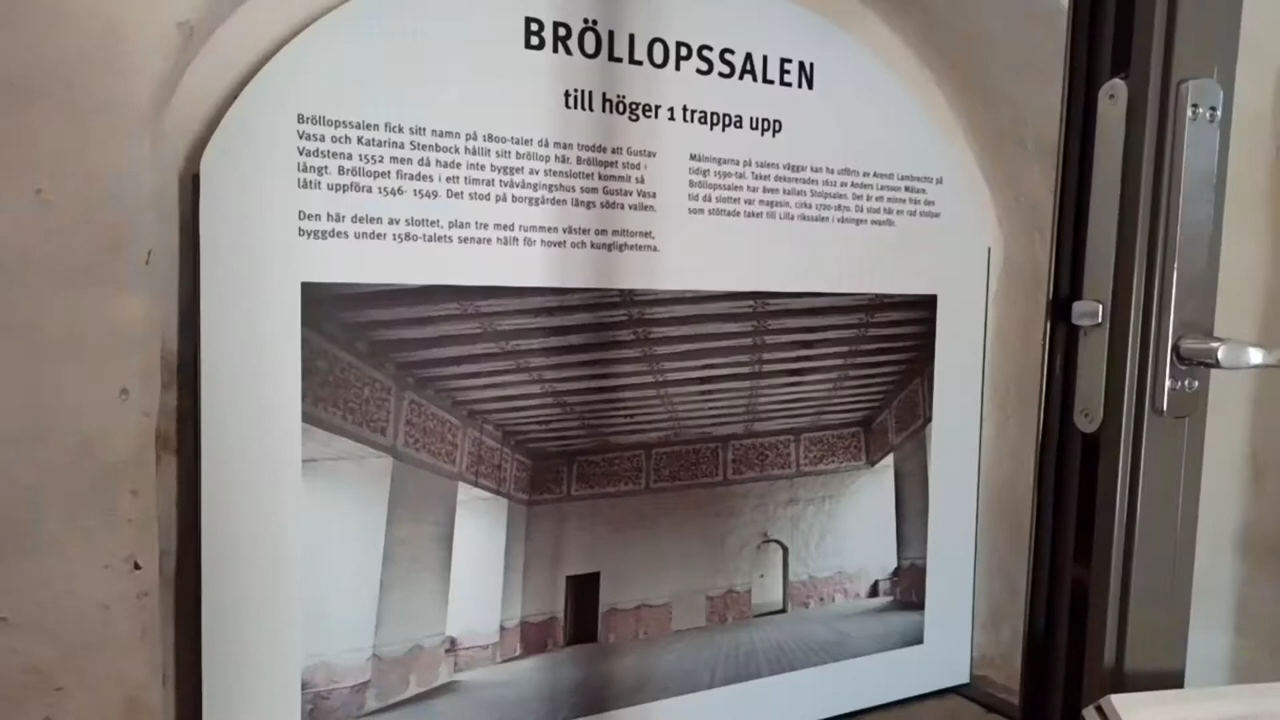 BRÖLLOPSSALEN
till höger 1 trappa upp
Bröllopssalen fick sitt namn på 1800-talet då man trodde att Gustav
Vasa och Katarina Stenbock hållit sitt bröllop här. Bröllopet stod i
Vadstena 1552 men då hade inte bygget av stenslottet kommit så
långt. Bröllopet firades i ett timrat tvåvångingshus som Gustav Vasa
låtit uppföra 1546- 1549. Det stod på borggården längs södra vallen.
Den här delen av slottet, plan tre med rummen väster om mittornet,
byggdes under 1580-talets senare hälft för hovet och kungligheterna.
Målningarna på salens väggar kan ha utförts av Arendt Lambrechtz på
tidigt 1590-tal. Taket dekorerades 1612 av Anders Larsson Målare.
Bröllopssalen har även kallats Stolpsalen. Det är ett minne från den
tid då slottet var magasin, cirka 1720-1870. Då stod här en rad stolpar
som stöttade taket till Lilla rikssalen i våningen ovanför.